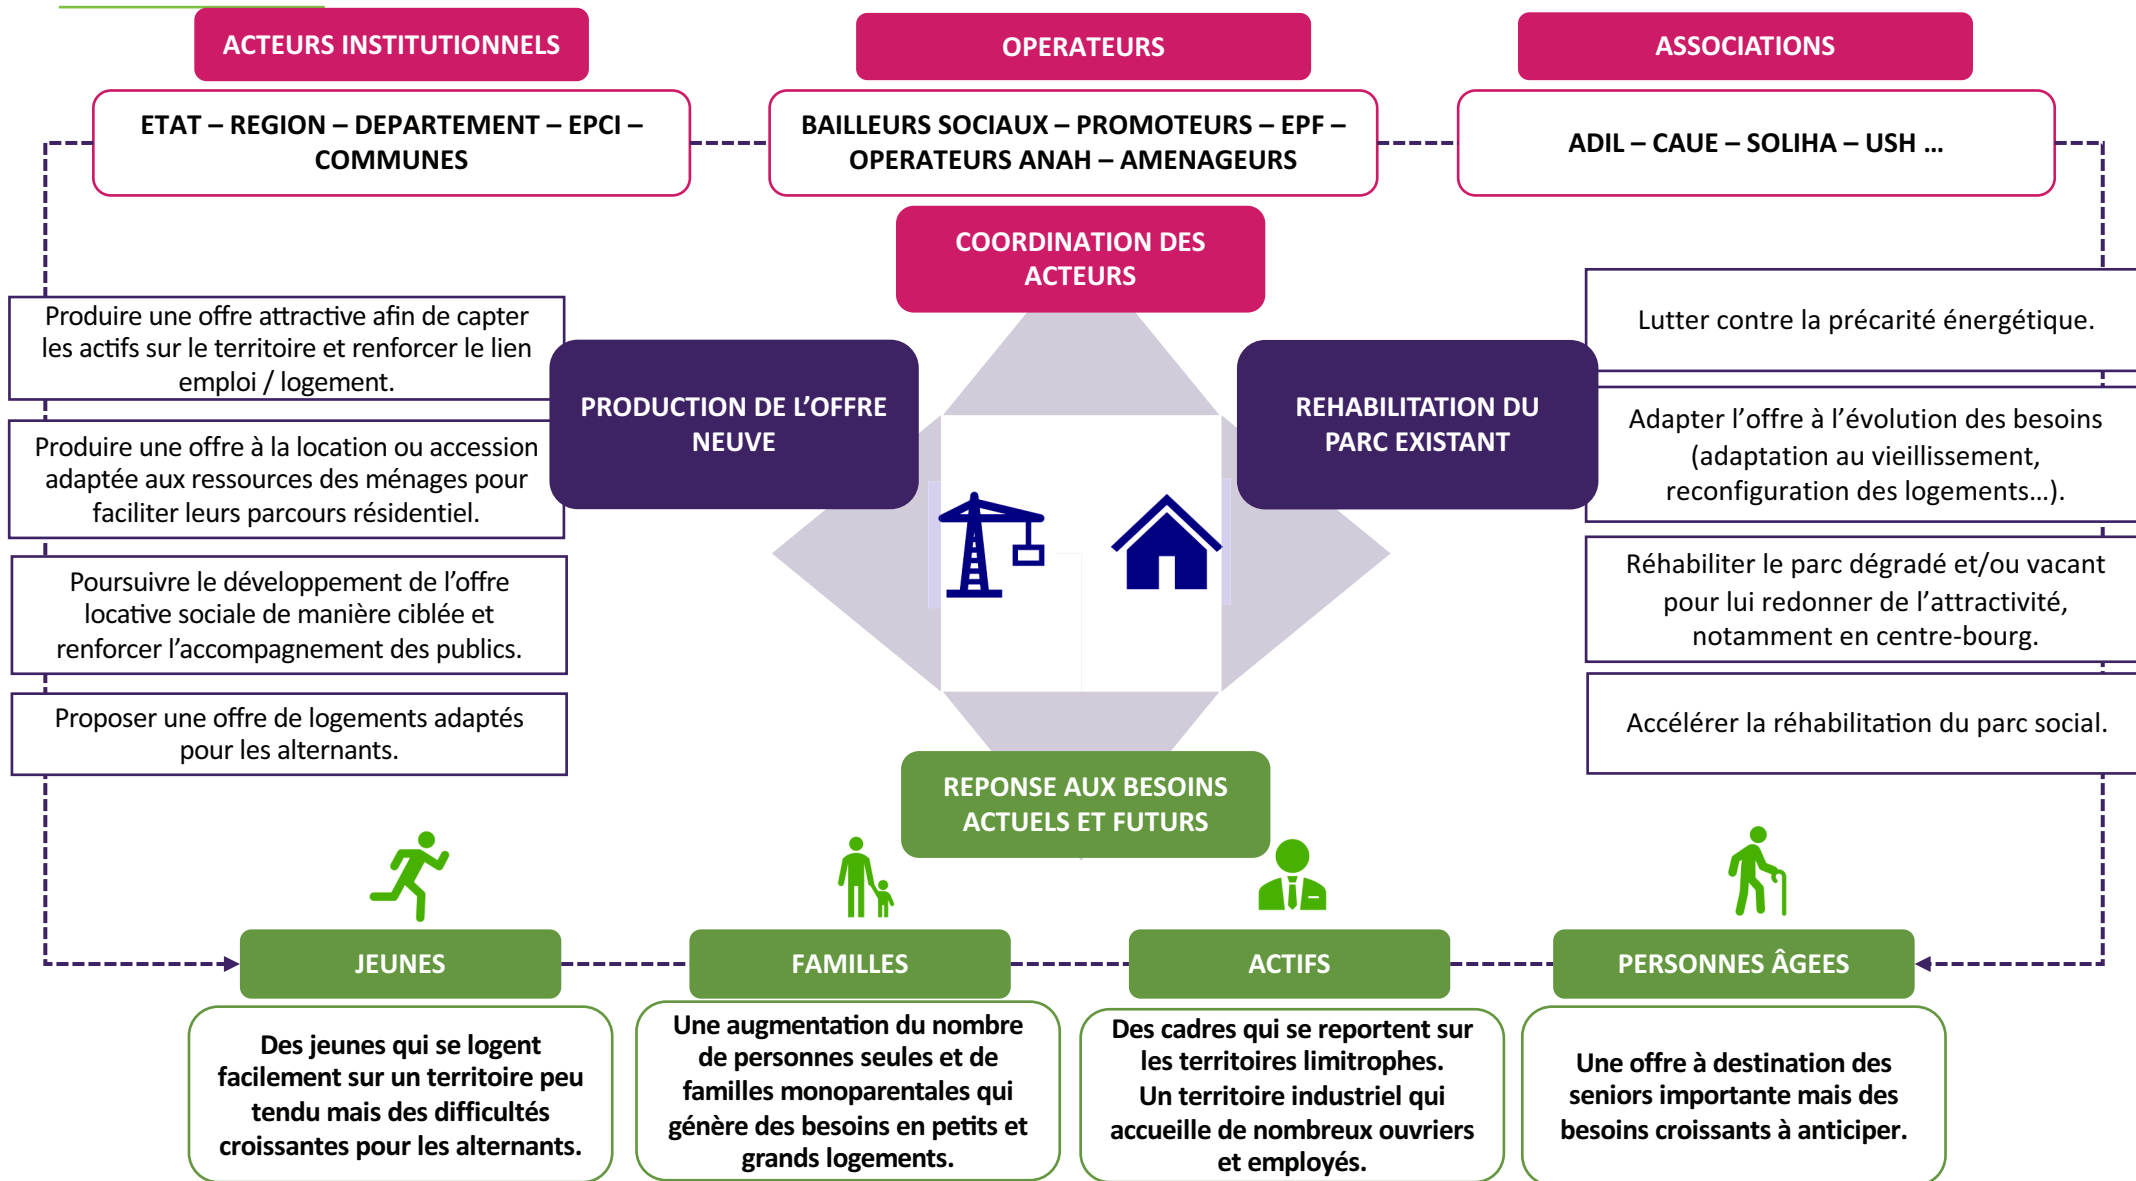 ACTEURS INSTITUTIONNELS
OPERATEURS
ASSOCIATIONS
ETAT – REGION – DEPARTEMENT – EPCI –
COMMUNES
BAILLEURS SOCIAUX – PROMOTEURS – EPF –
OPERATEURS ANAH – AMENAGEURS
ADIL – CAUE – SOLIHA – USH ...
COORDINATION DES
ACTEURS
Produire une offre attractive afin de capter
les actifs sur le territoire et renforcer le lien
emploi / logement.
Produire une offre à la location ou accession
adaptée aux ressources des ménages pour
faciliter leurs parcours résidentiel.
Poursuivre le développement de l’offre
locative sociale de manière ciblée et
renforcer l’accompagnement des publics.
Proposer une offre de logements adaptés
pour les alternants.
PRODUCTION DE L’OFFRE
NEUVE
REHABILITATION DU
PARC EXISTANT
Lutter contre la précarité énergétique.
Adapter l’offre à l’évolution des besoins
(adaptation au vieillissement,
reconfiguration des logements…).
Réhabiliter le parc dégradé et/ou vacant
pour lui redonner de l’attractivité,
notamment en centre-bourg.
Accélérer la réhabilitation du parc social.
REPONSE AUX BESOINS
ACTUELS ET FUTURS
JEUNES
FAMILLES
ACTIFS
PERSONNES ÂGEES
Des jeunes qui se logent
facilement sur un territoire peu
tendu mais des difficultés
croissantes pour les alternants.
Une augmentation du nombre
de personnes seules et de
familles monoparentales qui
génère des besoins en petits et
grands logements.
Des cadres qui se reportent sur
les territoires limitrophes.
Un territoire industriel qui
accueille de nombreux ouvriers
et employés.
Une offre à destination des
seniors importante mais des
besoins croissants à anticiper.